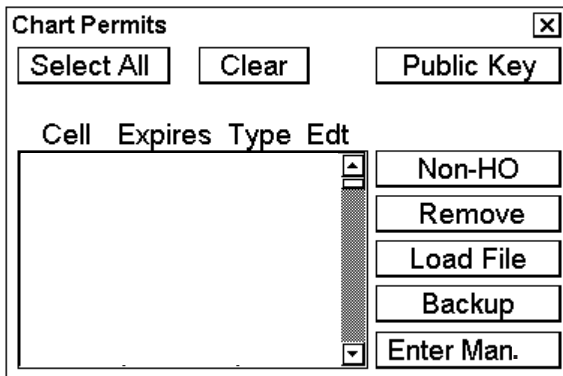 Chart Permits
Select All Clear Public Key
Cell Expires Type Edt
Non-HO
Remove
Load File
Backup
Enter Man.